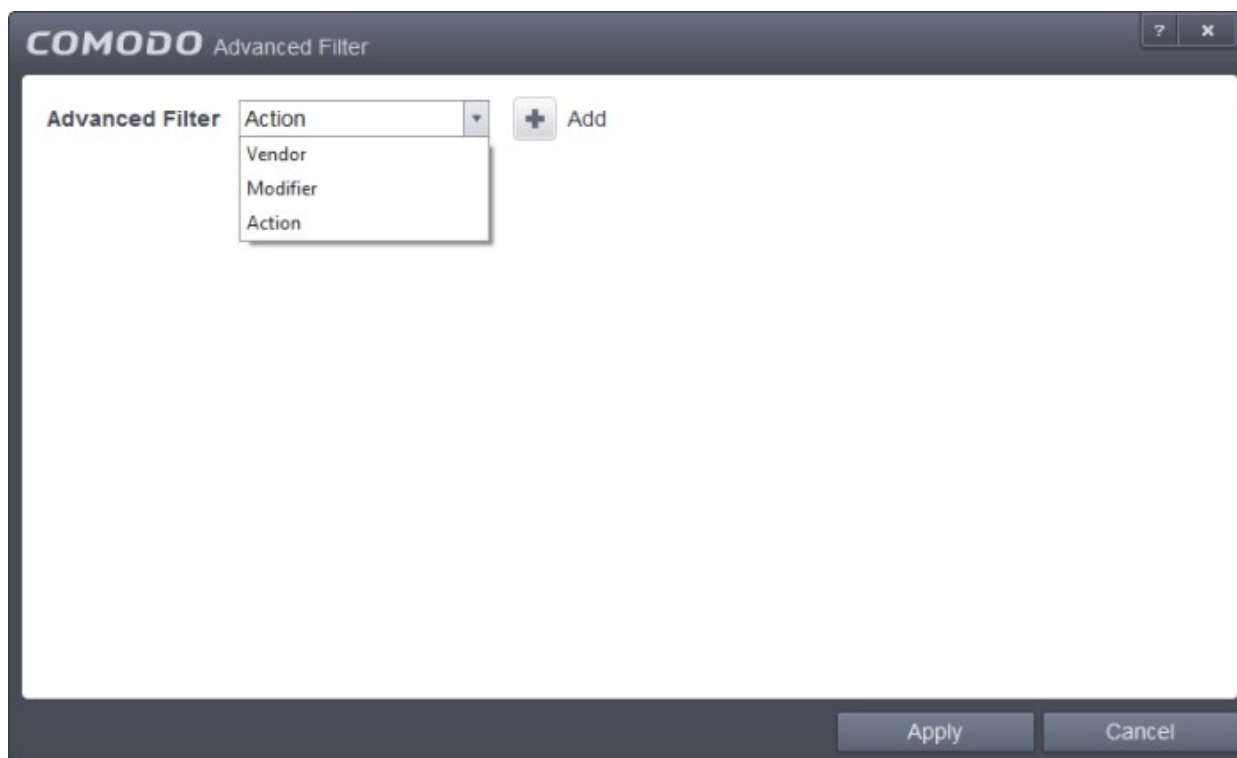 COMODO Advanced Filter ? x
Advanced Filter Action Add
Vendor
Modifier
Action
Apply Cancel